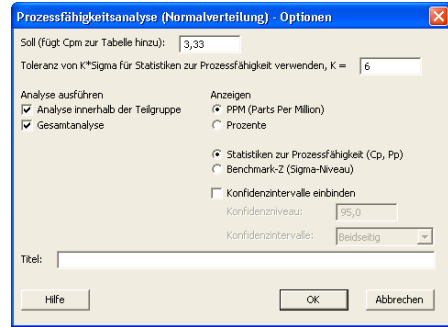 Prozessfähigkeitsanalyse (Normalverteilung) - Optionen
Soll (fügt Cpm zur Tabelle hinzu): 3,33
Toleranz von K*Sigma für Statistiken zur Prozessfähigkeit verwenden, K = 6
Analyse ausführen
Analyse innerhalb der Teilgruppe
Gesamtanalyse
Anzeigen
PPM (Parts Per Million)
Prozente
Statistiken zur Prozessfähigkeit (Cp, Pp)
Benchmark-Z (Sigma-Niveau)
Konfidenzintervalle einbinden
Konfidenzniveau: 95,0
Konfidenzintervalle: Beidseitig
Titel:
Hilfe
OK
Abbrechen